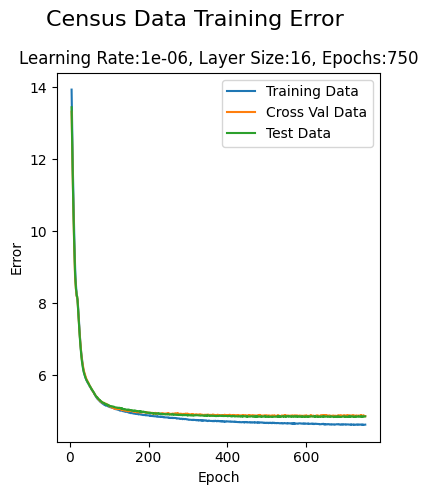 Census Data Training Error
Learning Rate:1e-06, Layer Size:16, Epochs:750
14
12
10
8
6
Error
Training Data
Cross Val Data
Test Data
0
200
400
600
Epoch